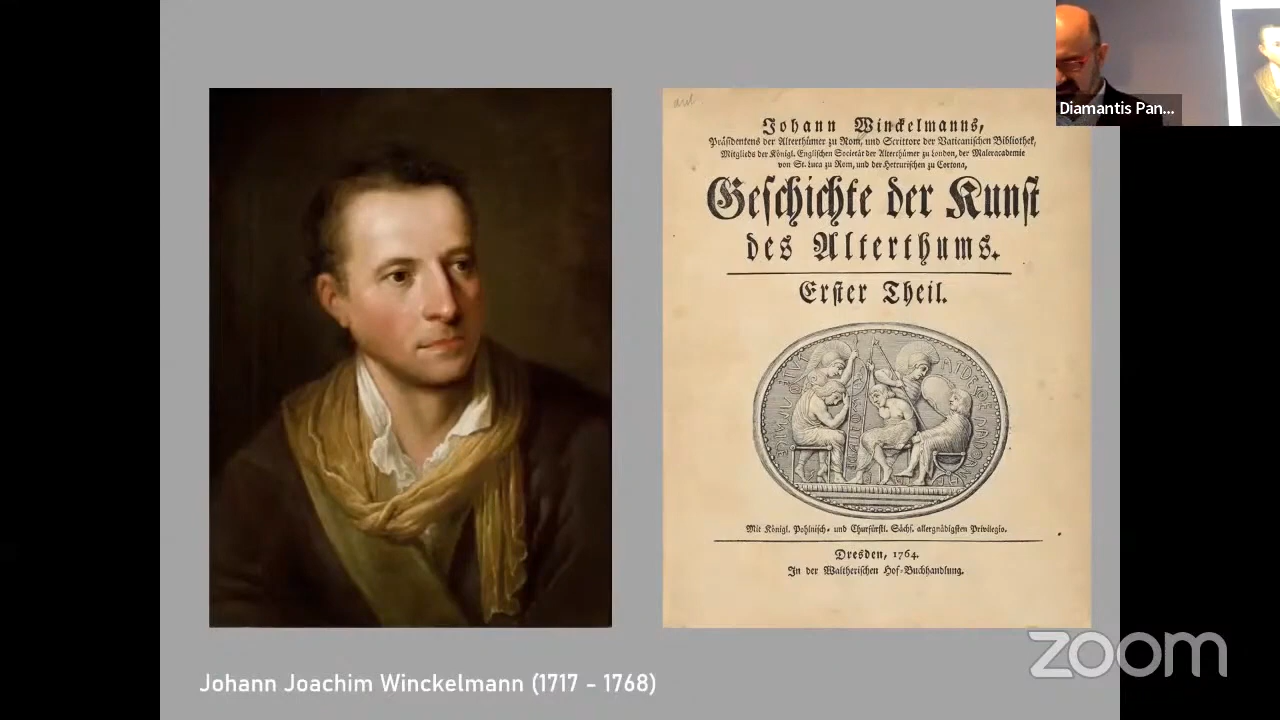 aut.
Johann Winckelmanns,
Präsidentens der Alterthümer zu Rom, und Scrittore der Vaticanischen Bibliothek,
Mitglieds der Königl. Englischen Societät der Alterthümer zu London, der Maleracademie
von St. Luca zu Rom, und der Hetrurischen zu Cortona,
Geschichte der Kunst
des Alterthums.
Erster Theil.
Mit Königl. Pohlnisch- und Churfürstl. Sächs. allergnädigsten Privilegio.
Dresden, 1764.
In der Waltherischen Hof-Buchhandlung.
Johann Joachim Winckelmann (1717 - 1768)
Diamantis Pan...
zoom